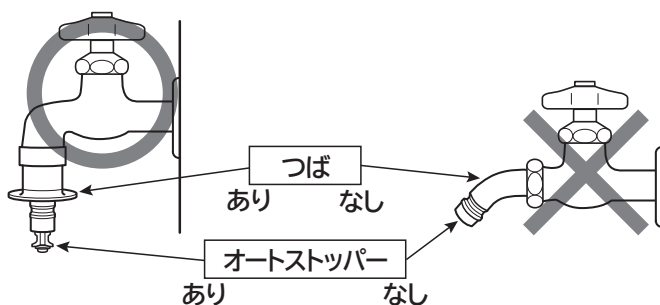 つば
あり なし
オートストッパー
あり なし